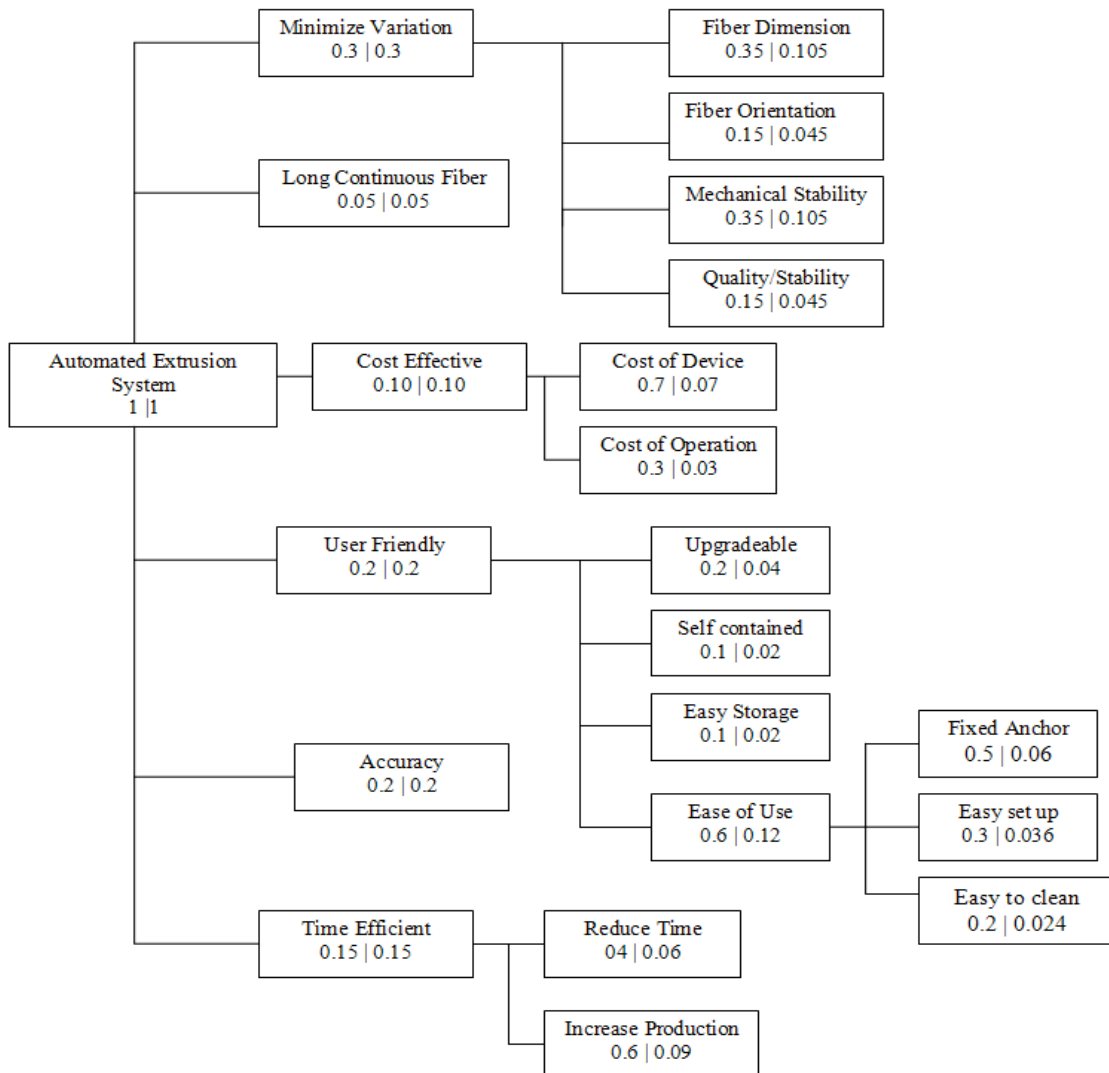 Minimize Variation
0.3 | 0.3
Fiber Dimension
0.35 | 0.105
Fiber Orientation
0.15 | 0.045
Long Continuous Fiber
0.05 | 0.05
Mechanical Stability
0.35 | 0.105
Quality/Stability
0.15 | 0.045
Automated Extrusion
System
1 |1
Cost Effective
0.10 | 0.10
Cost of Device
0.7 | 0.07
Cost of Operation
0.3 | 0.03
User Friendly
0.2 | 0.2
Upgradeable
0.2 | 0.04
Self contained
0.1 | 0.02
Easy Storage
0.1 | 0.02
Fixed Anchor
0.5 | 0.06
Accuracy
0.2 | 0.2
Ease of Use
0.6 | 0.12
Easy set up
0.3 | 0.036
Easy to clean
0.2 | 0.024
Time Efficient
0.15 | 0.15
Reduce Time
04 | 0.06
Increase Production
0.6 | 0.09